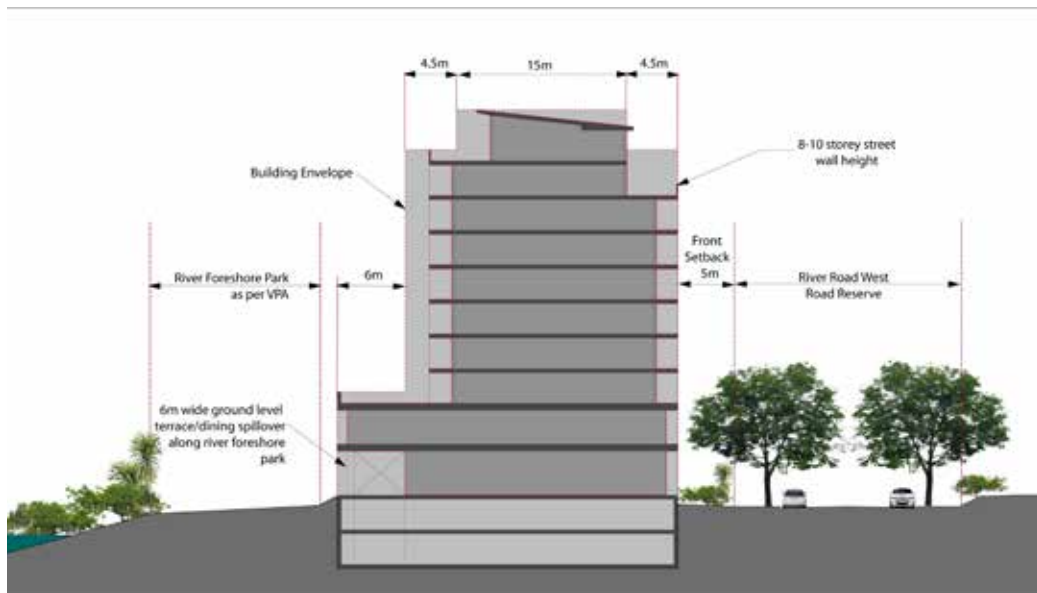 4.5m
15m
4.5m
8-10 storey street
wall height
Building Envelope
Front
Setback
5m
River Foreshore Park
as per VPA
6m
River Road West
Road Reserve
6m wide ground level
terrace/dining spillover
along river foreshore
park